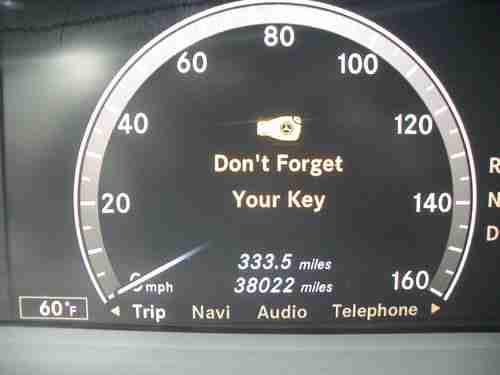 80
60 100
40 120
Don't Forget
Your Key
20 140
333.5 miles
38022 miles
0 mph 160
60°F
Trip Navi Audio Telephone
R
N
D